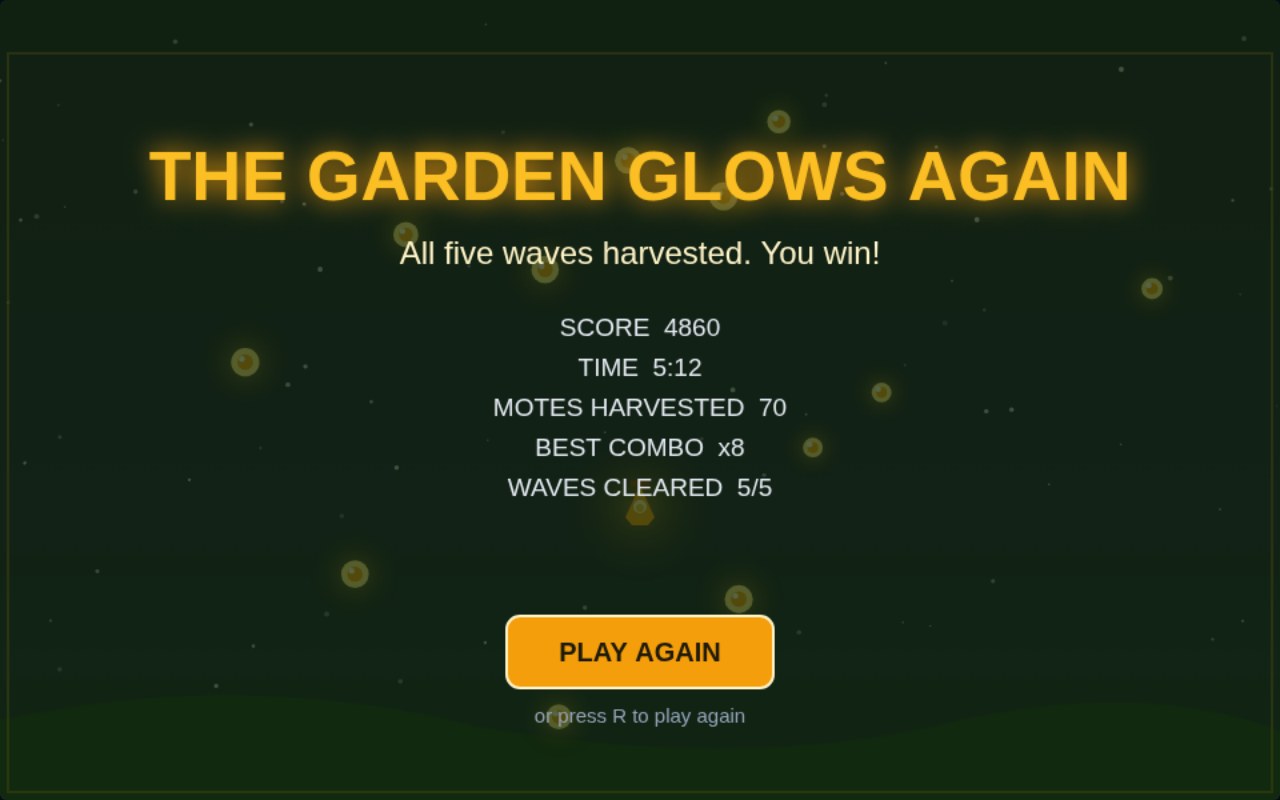 THE GARDEN GLOWS AGAIN
All five waves harvested. You win!
SCORE 4860
TIME 5:12
MOTES HARVESTED 70
BEST COMBO x8
WAVES CLEARED 5/5
PLAY AGAIN
or press R to play again